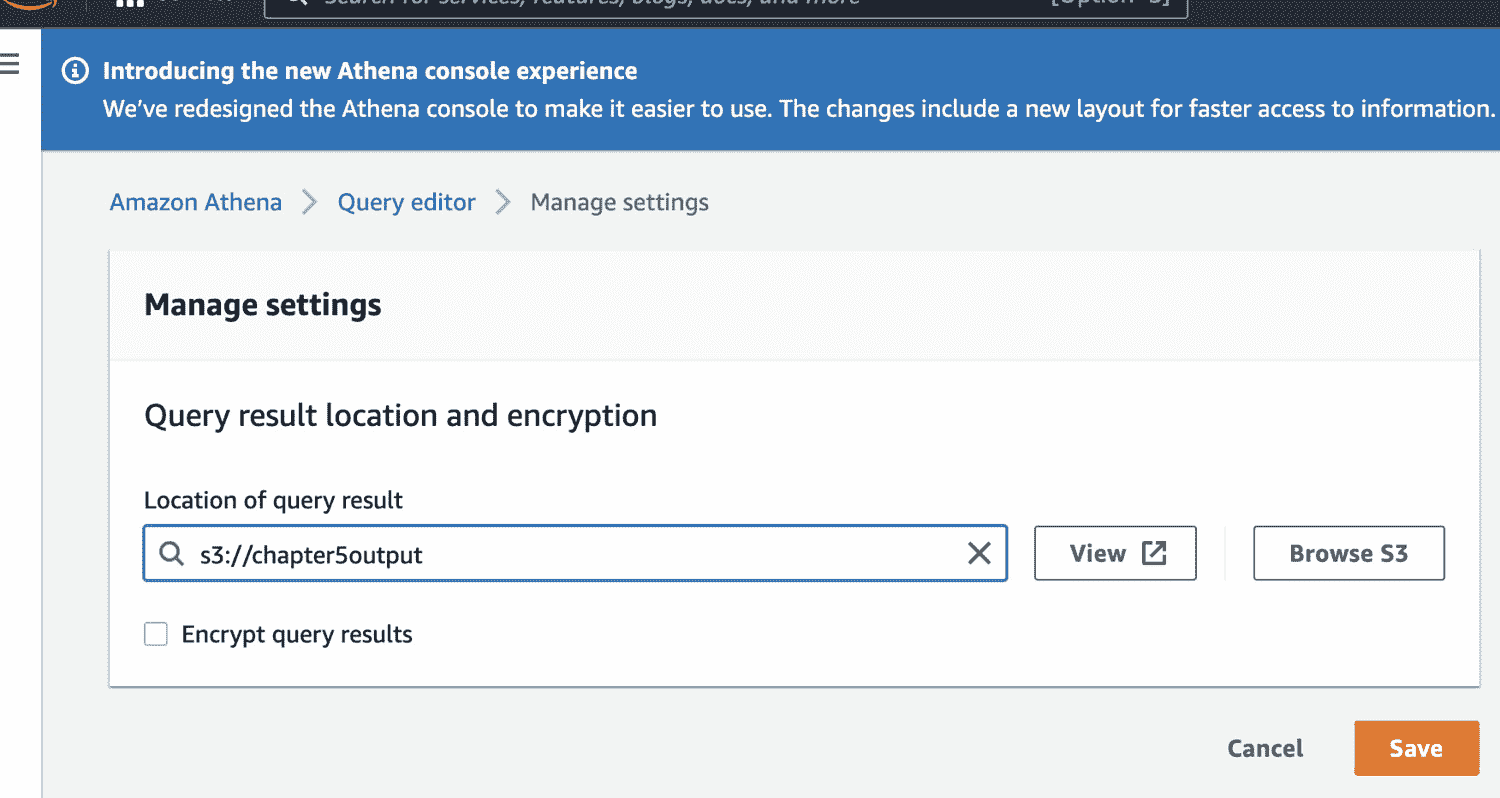 Search for services, features, blogs, docs, and more
Introducing the new Athena console experience
We’ve redesigned the Athena console to make it easier to use. The changes include a new layout for faster access to information.
Amazon Athena Query editor Manage settings
Manage settings
Query result location and encryption
Location of query result
s3://chapter5output View Browse S3
Encrypt query results
Cancel Save